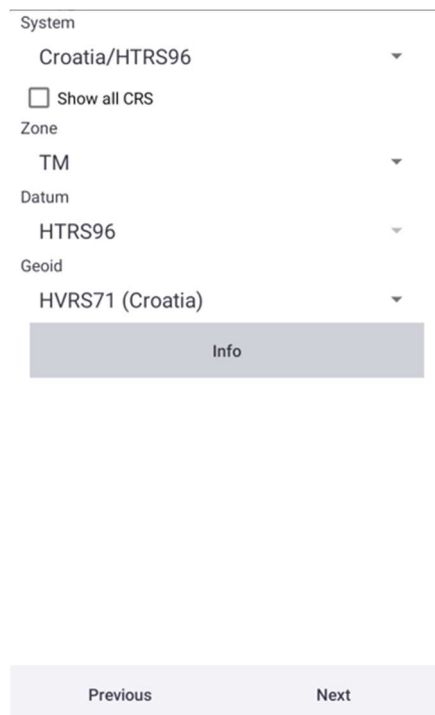 System
Croatia/HTRS96
Show all CRS
Zone
TM
Datum
HTRS96
Geoid
HVRS71 (Croatia)
Info
Previous Next